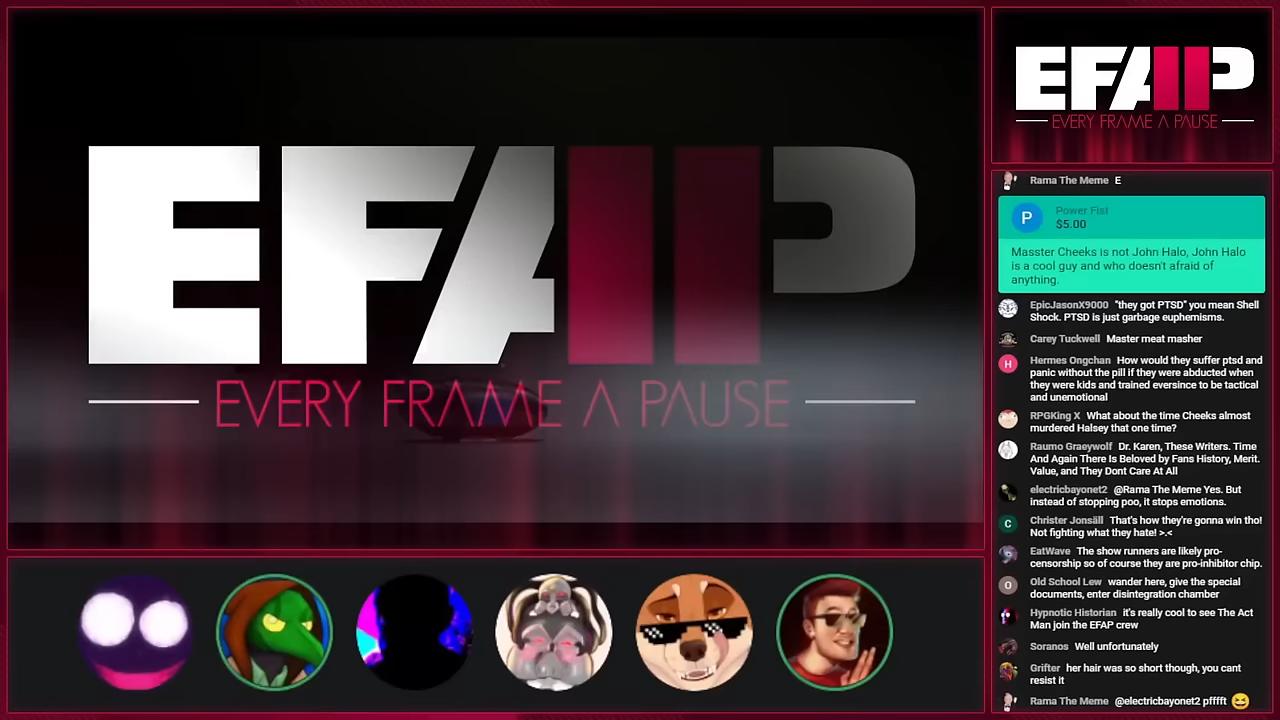 EFAP
EVERY FRAME A PAUSE
EFAP
EVERY FRAME A PAUSE
Rama The Meme E
P
Power Fist
$5.00
Masster Cheeks is not John Halo, John Halo
is a cool guy and who doesn't afraid of
anything.
EpicJasonX9000 "they got PTSD" you mean Shell
Shock. PTSD is just garbage euphemisms.
Carey Tuckwell Master meat masher
H
Hermes Ongchan How would they suffer ptsd and
panic without the pill if they were abducted when
they were kids and trained eversince to be tactical
and unemotional
RPGKing X What about the time Cheeks almost
murdered Halsey that one time?
Raumo Graeywolf Dr. Karen, These Writers. Time
And Again There Is Beloved by Fans History, Merit.
Value, and They Dont Care At All
electricbayonet2 @Rama The Meme Yes. But
instead of stopping poo, it stops emotions.
C
Christer Jonsäll That's how they're gonna win tho!
Not fighting what they hate! >.<
EatWave The show runners are likely pro-
censorship so of course they are pro-inhibitor chip.
O
Old School Lew wander here, give the special
documents, enter disintegration chamber
Hypnotic Historian it's really cool to see The Act
Man join the EFAP crew
Soranos Well unfortunately
Grifter her hair was so short though, you cant
resist it
Rama The Meme @electricbayonet2 pffft 😆